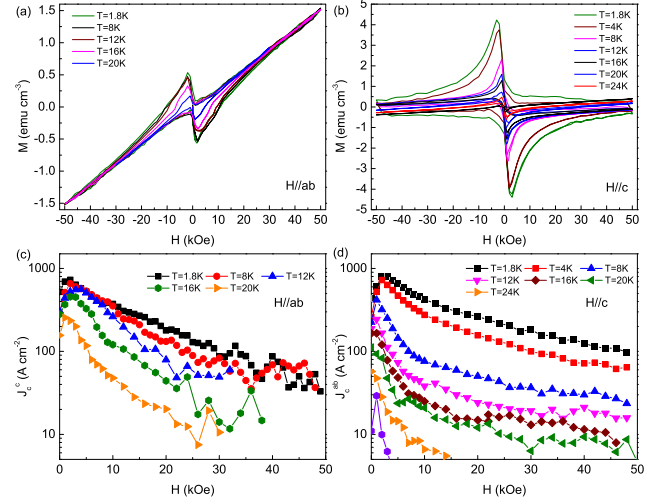 (a)
T=1.8K
T=8K
T=12K
T=16K
T=20K
1.5
1.0
0.5
0.0
-0.5
-1.0
-1.5
M (emu cm-3)
H//ab
-50 -40 -30 -20 -10 0 10 20 30 40 50
H (kOe)
(b)
T=1.8K
T=4K
T=8K
T=12K
T=16K
T=20K
T=24K
5
4
3
2
1
0
-1
-2
-3
-4
-5
M (emu cm-3)
H//c
-50 -40 -30 -20 -10 0 10 20 30 40 50
H (kOe)
(c)
T=1.8K T=8K T=12K
T=16K T=20K
H//ab
1000
100
10
Jcc (A cm-2)
0 10 20 30 40 50
H (kOe)
(d)
T=1.8K T=4K T=8K
T=12K T=16K T=20K
T=24K
H//c
1000
100
10
Jcab (A cm-2)
0 10 20 30 40 50
H (kOe)